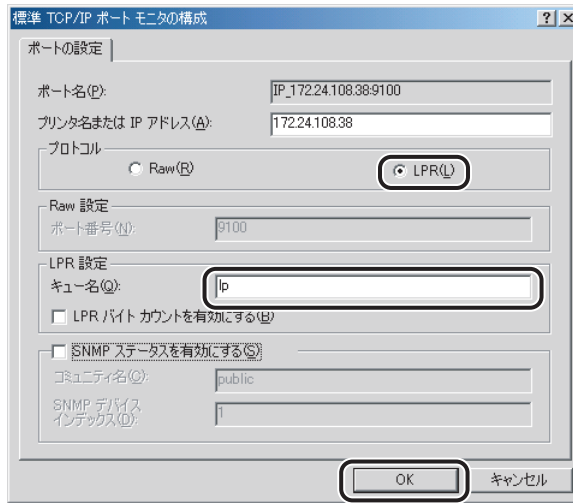 標準 TCP/IP ポート モニタの構成
ポートの設定
ポート名(P): IP_172.24.108.38:9100
プリンタ名または IP アドレス(A): 172.24.108.38
プロトコル
Raw(R) LPR(L)
Raw 設定
ポート番号(N): 9100
LPR 設定
キュー名(Q): lp
LPR バイト カウントを有効にする(B)
SNMP ステータスを有効にする(S)
コミュニティ名(C): public
SNMP デバイス
インデックス(D): 1
OK キャンセル